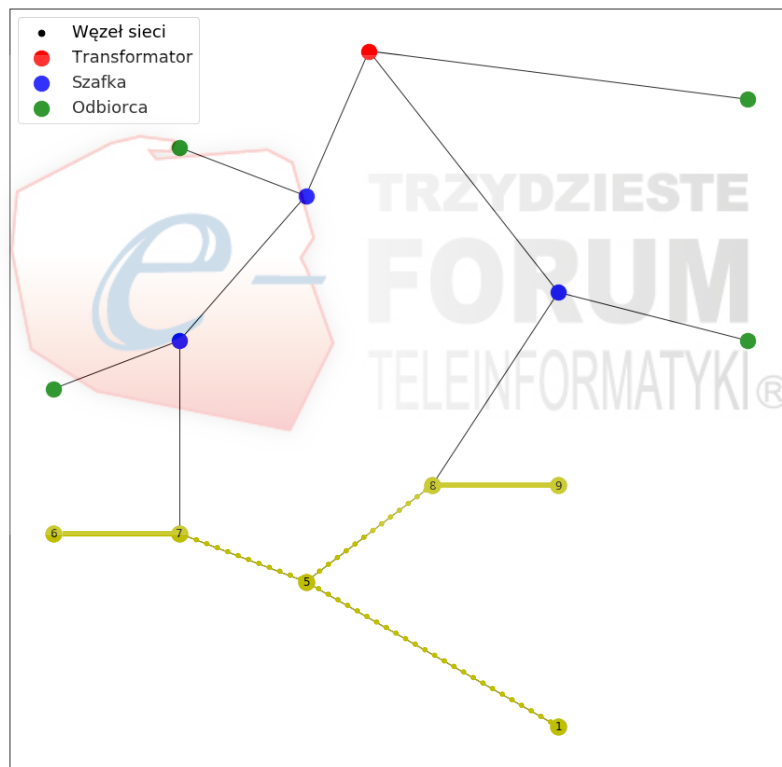 Węzeł sieci
Transformator
Szafka
Odbiorca
e-
TRZYDZIESTE
FORUM
TELEINFORMATYKI®
8
9
6
7
5
1